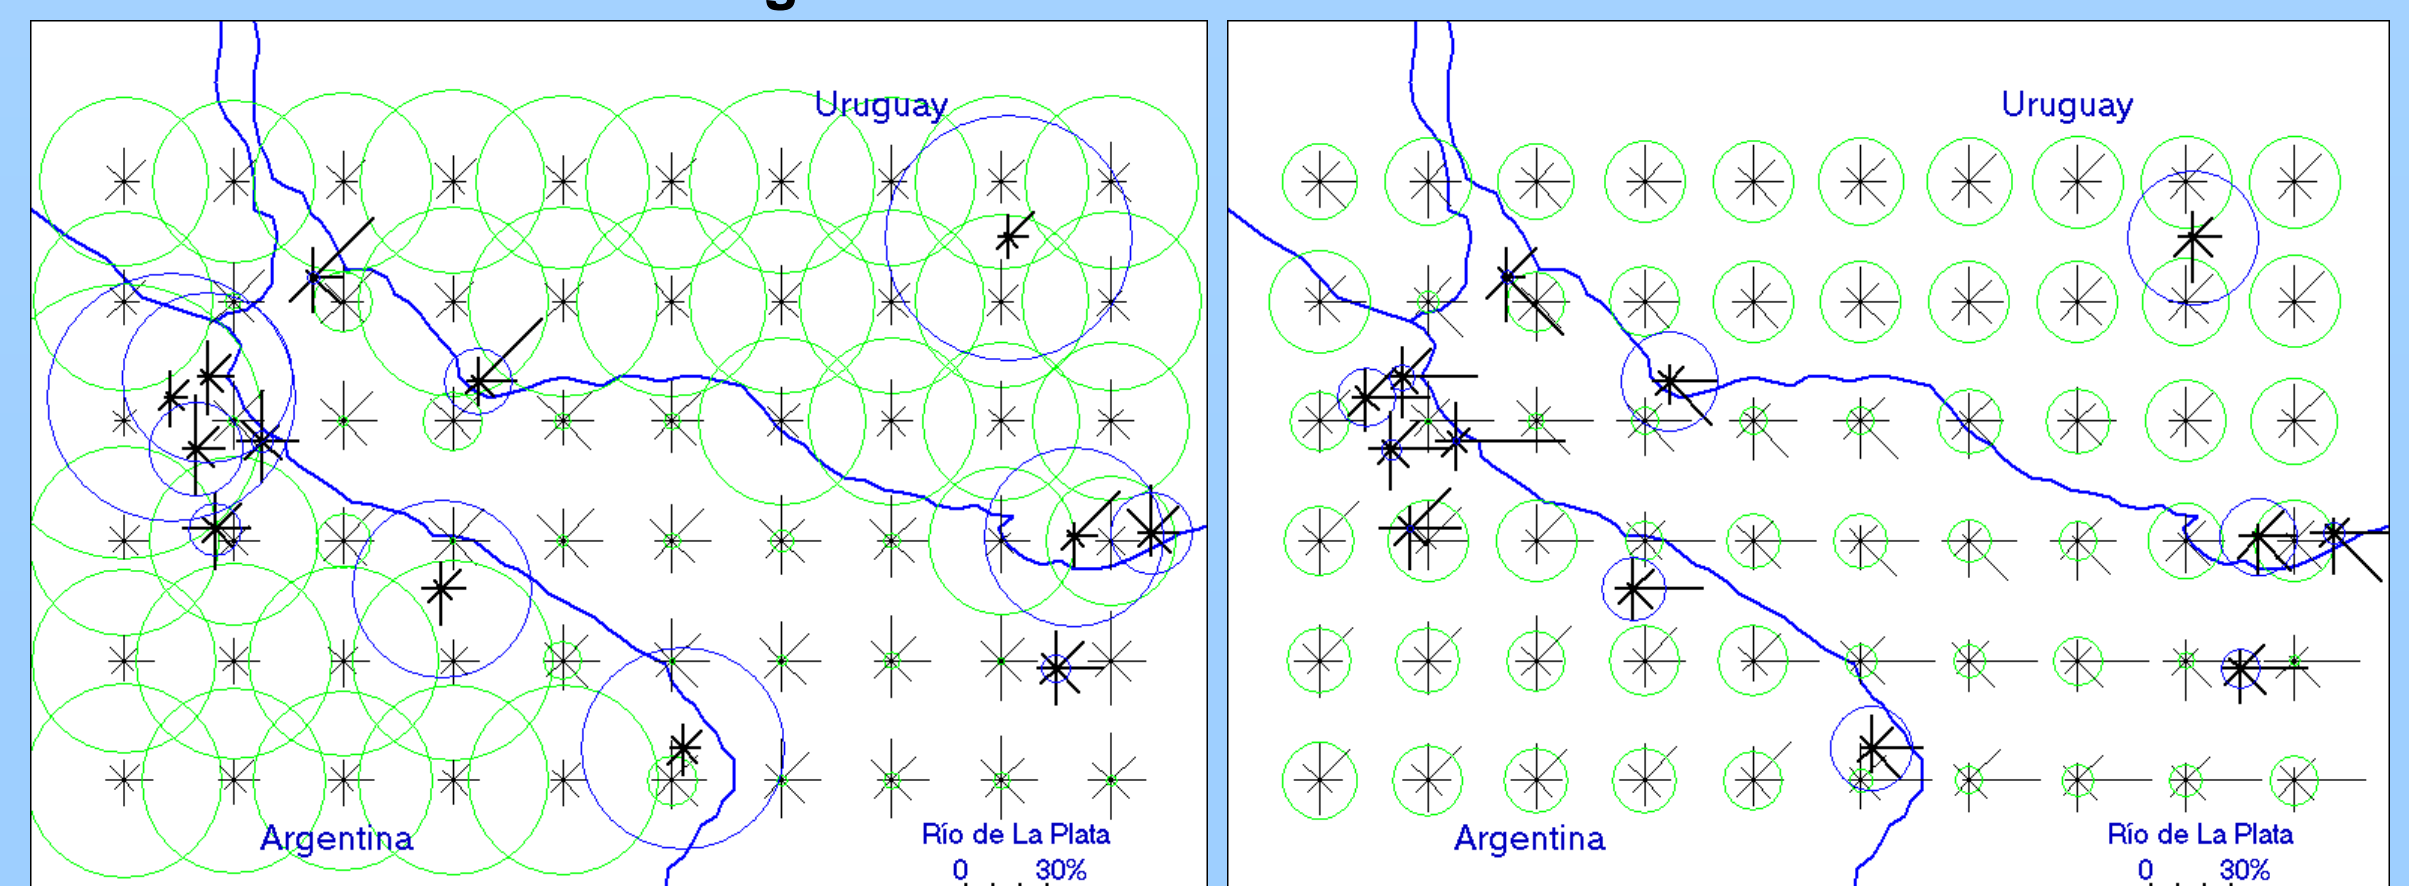 Uruguay
Argentina
Río de La Plata
0 30%
Uruguay
Argentina
Río de La Plata
0 30%